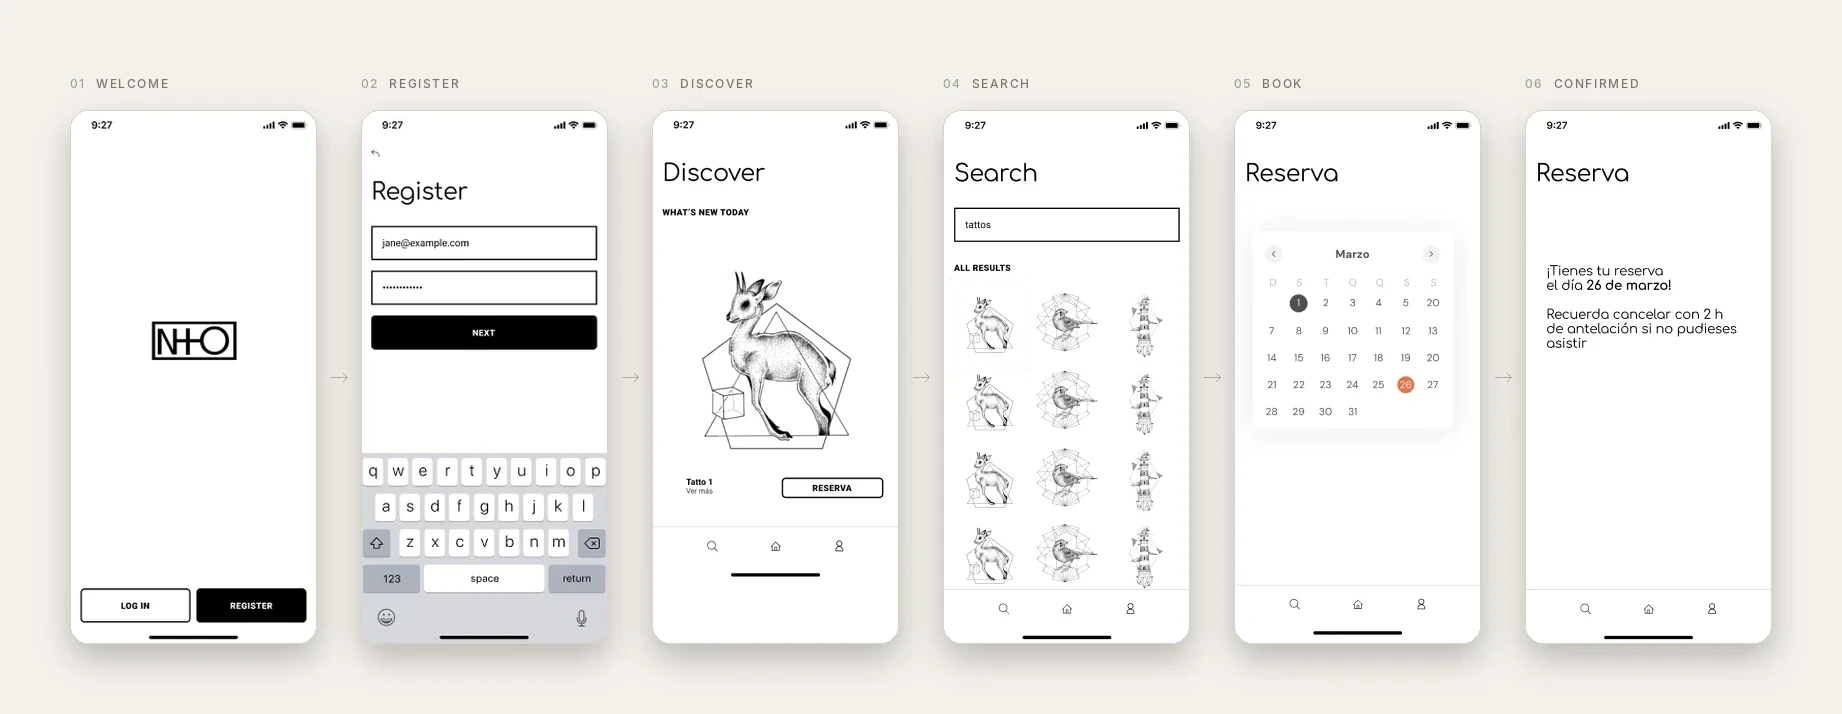 01 WELCOME
9:27
NHO
LOG IN
REGISTER
02 REGISTER
9:27
Register
jane@example.com
••••••••••••
NEXT
q w e r t y u i o p
a s d f g h j k l
z x c v b n m
123 space return
03 DISCOVER
9:27
Discover
WHAT'S NEW TODAY
Tatto 1
Ver más
RESERVA
04 SEARCH
9:27
Search
tattos
ALL RESULTS
05 BOOK
9:27
Reserva
Marzo
D S T Q Q S S
1 2 3 4 5 20
7 8 9 10 11 12 13
14 15 16 17 18 19 20
21 22 23 24 25 26 27
28 29 30 31
06 CONFIRMED
9:27
Reserva
¡Tienes tu reserva
el día 26 de marzo!
Recuerda cancelar con 2 h
de antelación si no pudieses
asistir